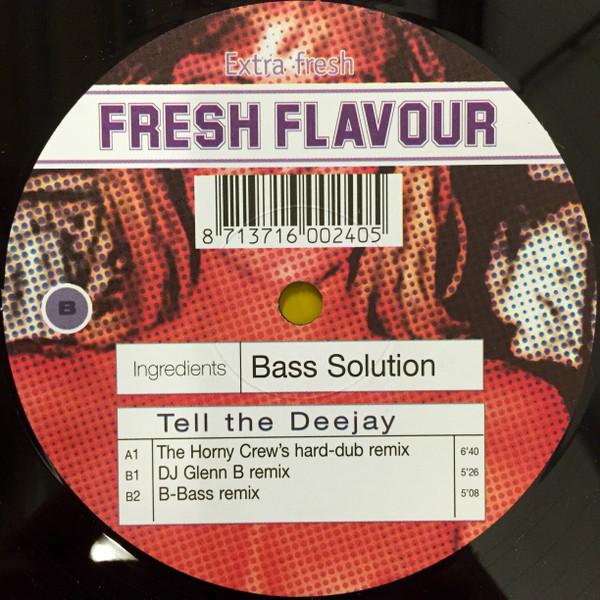 Extra fresh
FRESH FLAVOUR
8 713716 002405
B
Ingredients Bass Solution
Tell the Deejay
A1 The Horny Crew's hard-dub remix 6'40
B1 DJ Glenn B remix 5'26
B2 B-Bass remix 5'08